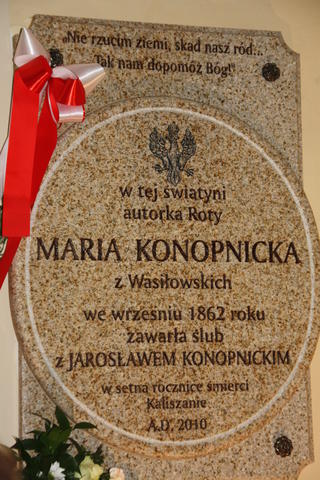 „Nie rzucim ziemi, skąd nasz ród...
Tak nam dopomóż Bóg!"
w tej świątyni
autorka Roty
MARIA KONOPNICKA
z Wasiłowskich
we wrześniu 1862 roku
zawarła ślub
z JAROSŁAWEM KONOPNICKIM
w setną rocznicę śmierci
Kaliszanie
A.D. 2010